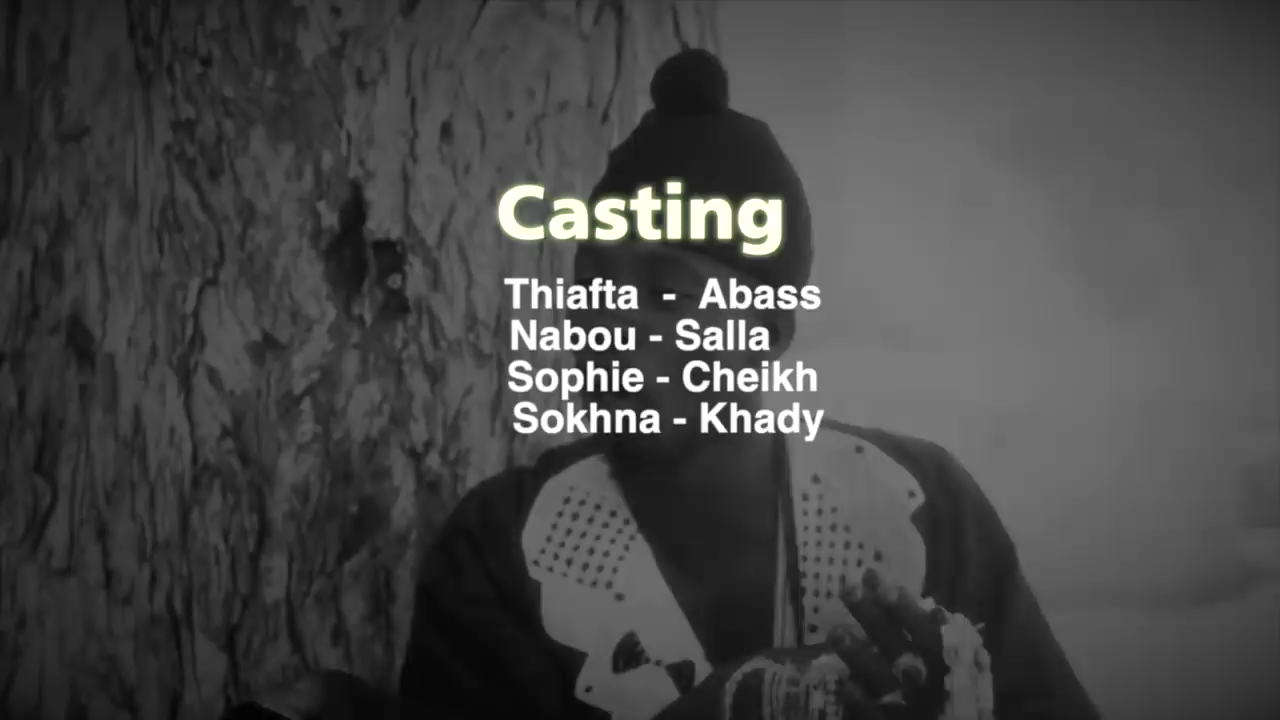 Casting
Thiafta - Abass
Nabou - Salla
Sophie - Cheikh
Sokhna - Khady